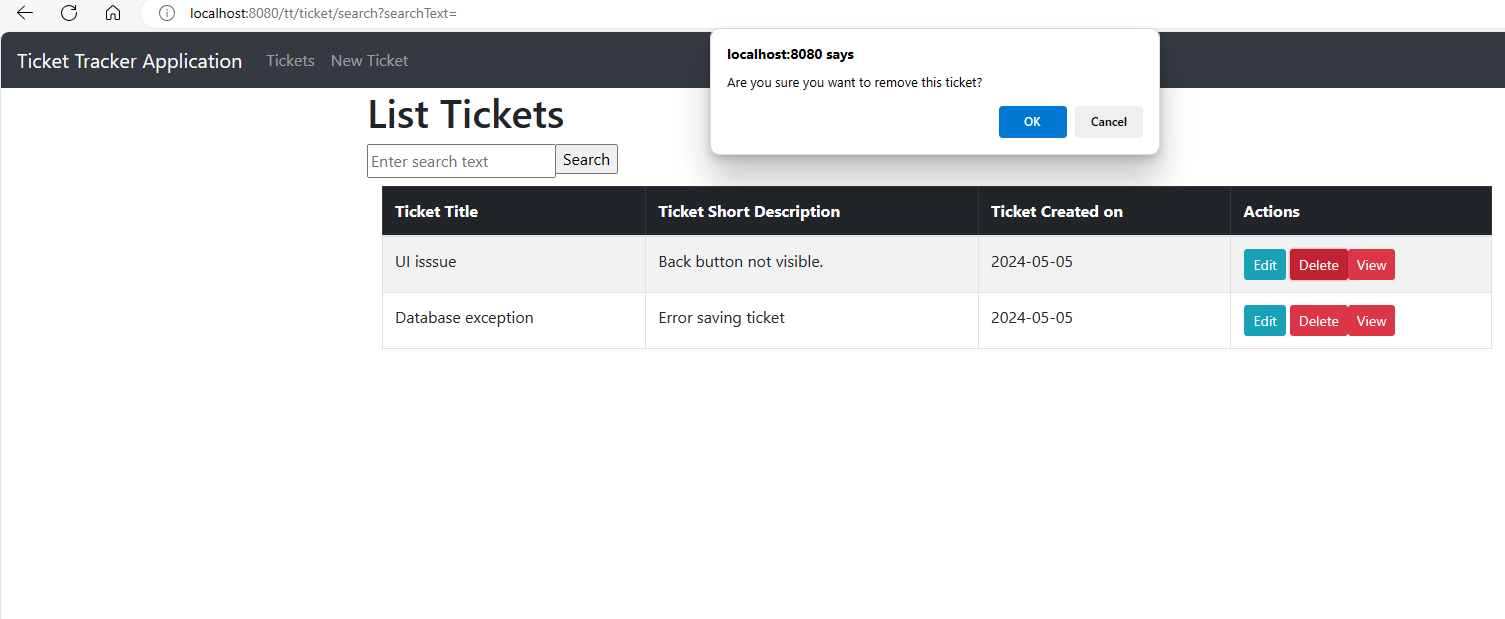 localhost:8080/tt/ticket/search?searchText=
Ticket Tracker Application Tickets New Ticket
localhost:8080 says
Are you sure you want to remove this ticket?
OK Cancel
List Tickets
Enter search text Search
Ticket Title Ticket Short Description Ticket Created on Actions
UI isssue Back button not visible. 2024-05-05 Edit Delete View
Database exception Error saving ticket 2024-05-05 Edit Delete View